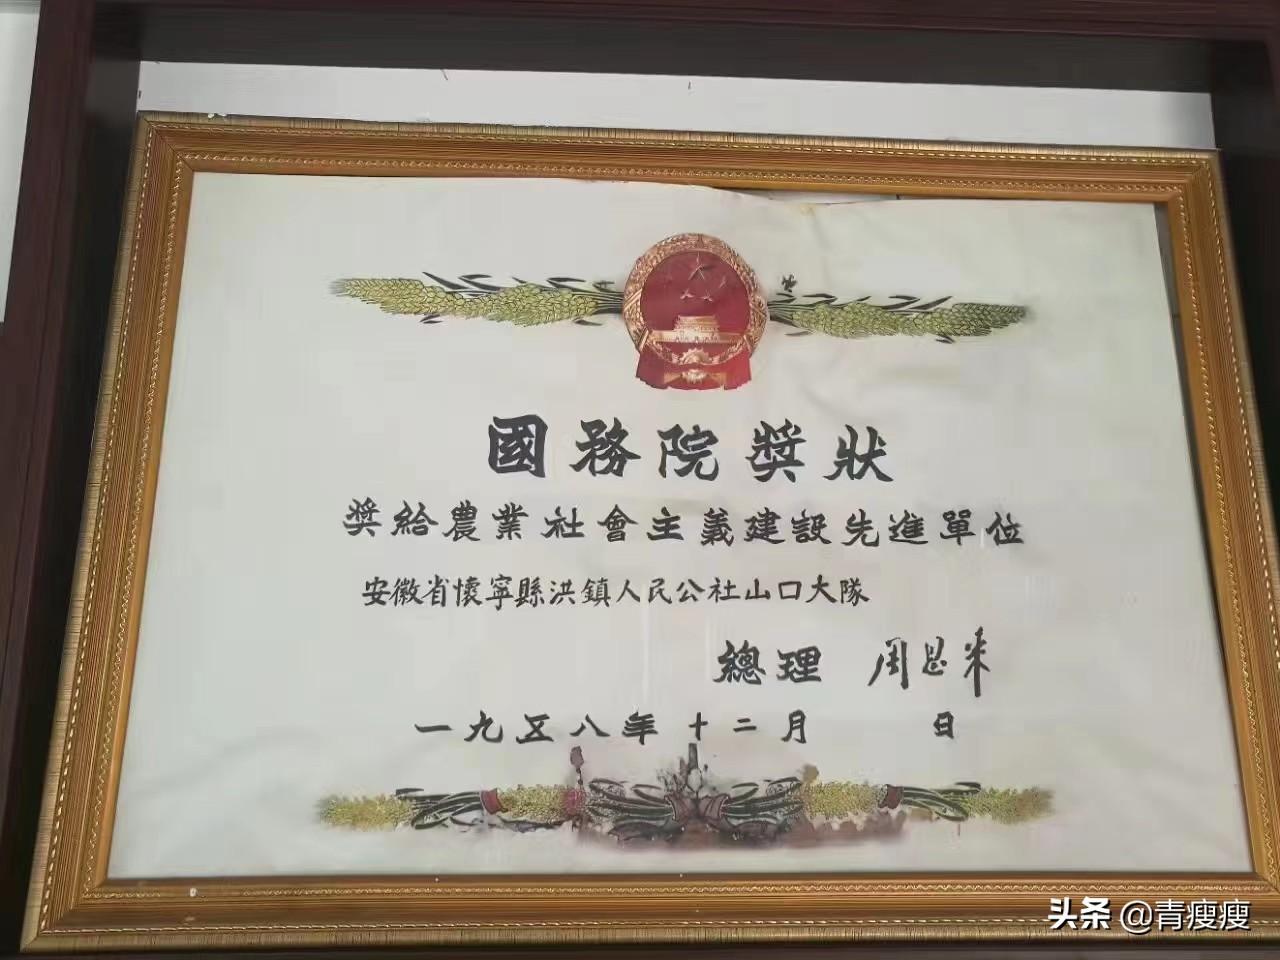 國務院獎狀
獎給農業社會主義建設先進單位
安徽省懷寧縣洪鎮人民公社山口大隊
總理 周恩来
一九五八年十二月 日
头条 @青瘦瘦